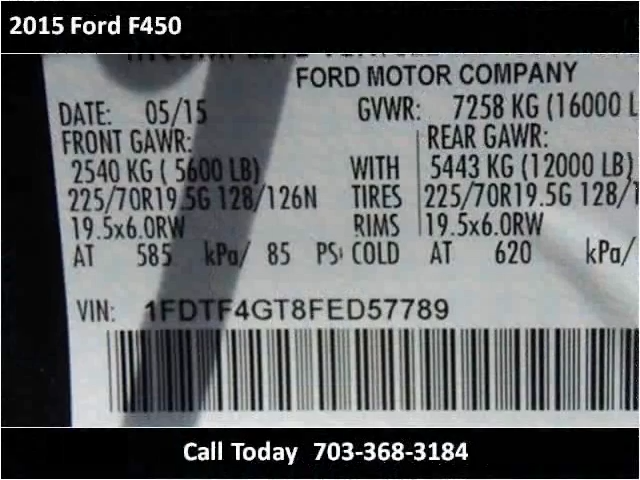 2015 Ford F450
FORD MOTOR COMPANY
DATE: 05/15 GVWR: 7258 KG (16000 L
FRONT GAWR: REAR GAWR:
2540 KG ( 5600 LB) WITH 5443 KG (12000 LB)
225/70R19.5G 128/126N TIRES 225/70R19.5G 128/1
19.5x6.0RW RIMS 19.5x6.0RW
AT 585 kPa/ 85 PSI COLD AT 620 kPa/
VIN: 1FDTF4GT8FED57789
Call Today 703-368-3184